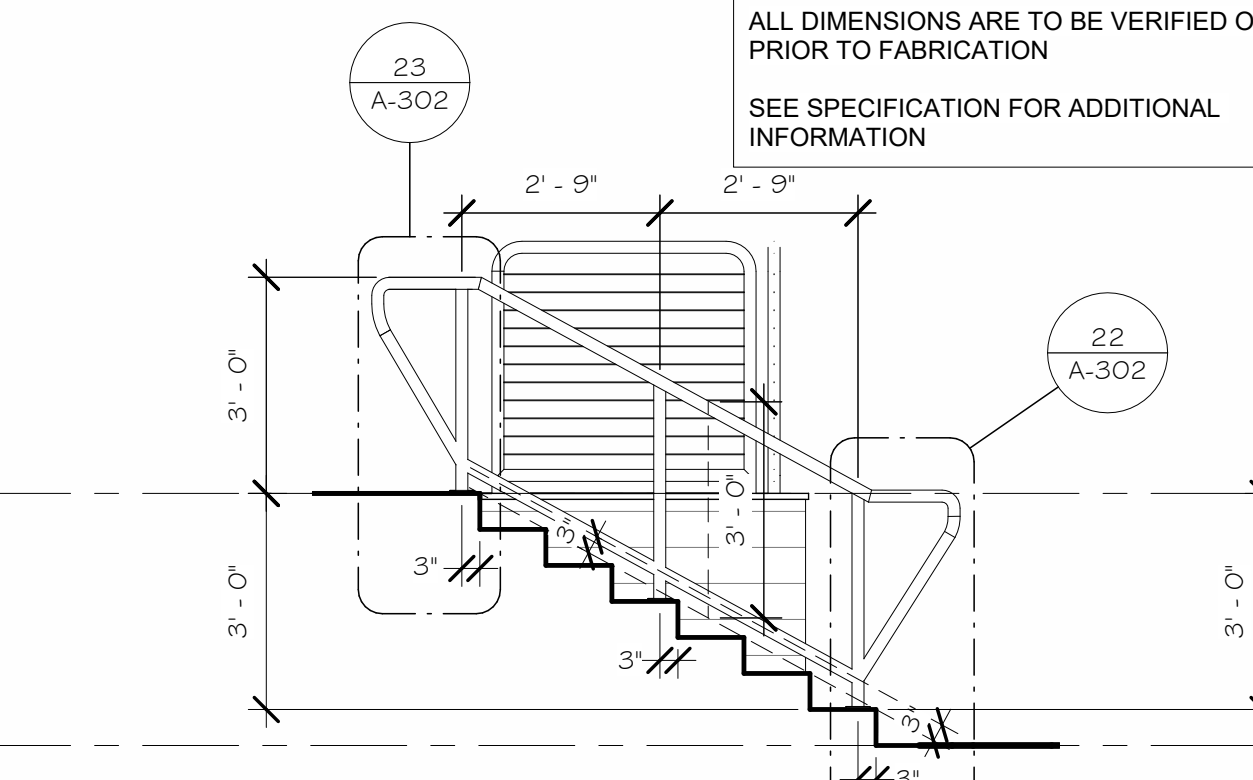 ALL DIMENSIONS ARE TO BE VERIFIED O
PRIOR TO FABRICATION
SEE SPECIFICATION FOR ADDITIONAL
INFORMATION
23
A-302
2' - 9"
2' - 9"
22
A-302
3' - 0"
3' - 0"
3"
3"
3' - 0"
3' - 0"
3"
3"
3"